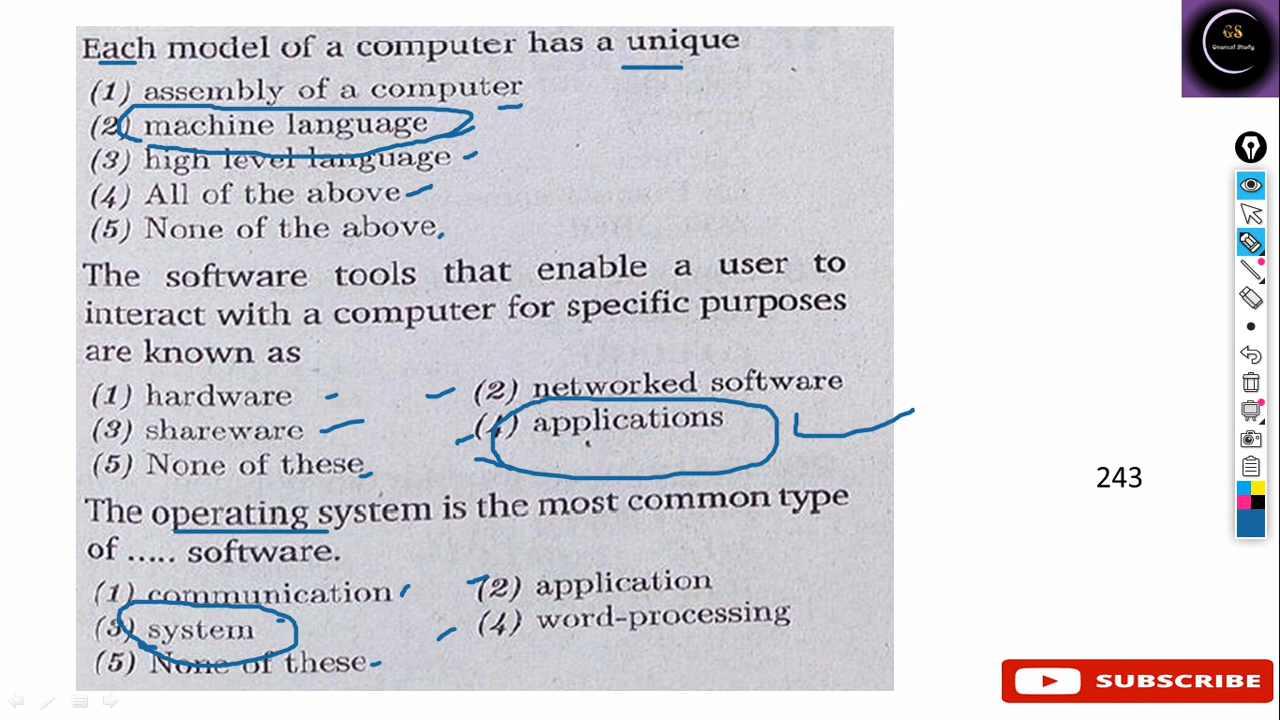 Each model of a computer has a unique
(1) assembly of a computer
(2) machine language
(3) high level language
(4) All of the above
(5) None of the above
The software tools that enable a user to
interact with a computer for specific purposes
are known as
(1) hardware (2) networked software
(3) shareware (4) applications
(5) None of these
The operating system is the most common type
of ..... software.
(1) communication (2) application
(3) system (4) word-processing
(5) None of these
GS
General Study
243
SUBSCRIBE